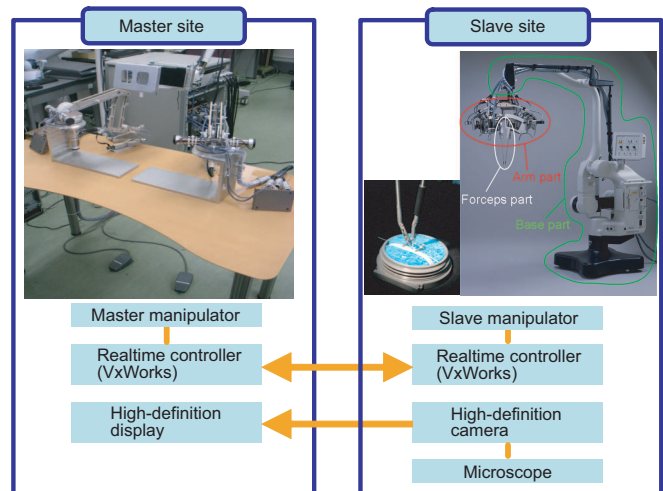 Master site
Slave site
Arm part
Forceps part
Base part
Master manipulator
Realtime controller
(VxWorks)
High-definition
display
Slave manipulator
Realtime controller
(VxWorks)
High-definition
camera
Microscope